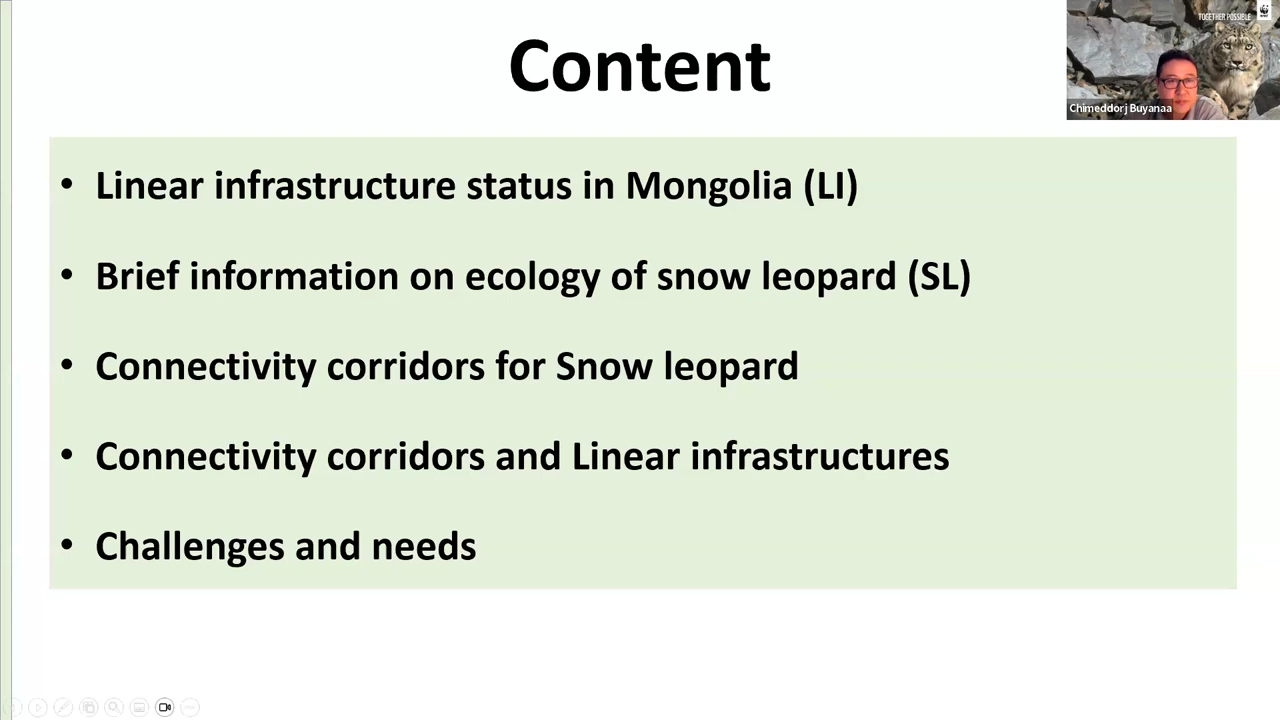 Content
TOGETHER POSSIBLE
WWF
Chimeddorj Buyanaa
• Linear infrastructure status in Mongolia (LI)
• Brief information on ecology of snow leopard (SL)
• Connectivity corridors for Snow leopard
• Connectivity corridors and Linear infrastructures
• Challenges and needs